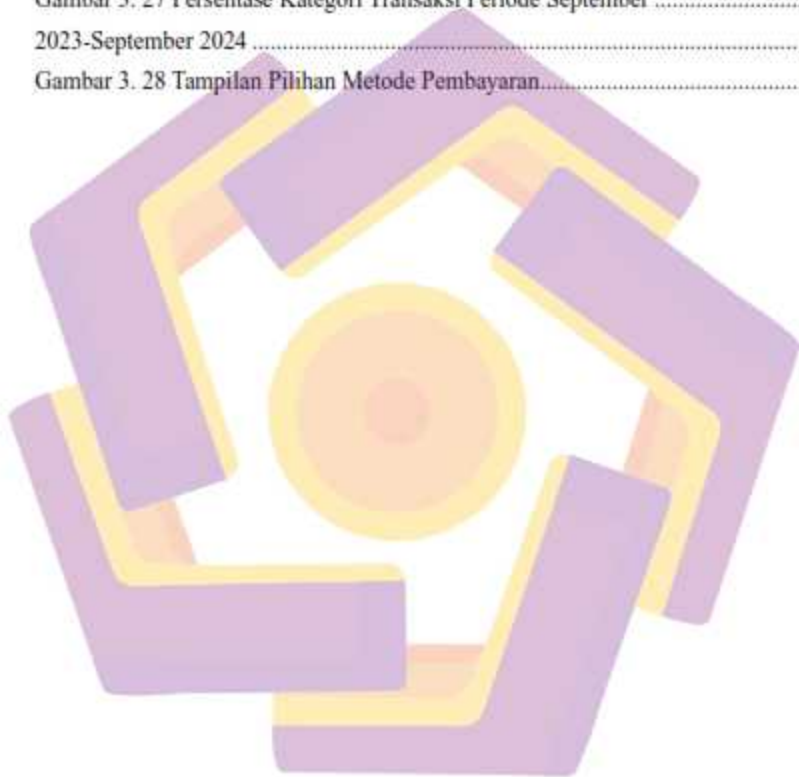 Gambar 3. 27 Persentase Kategori Transaksi Periode September ........................
2023-September 2024 ..............................................................................................
Gambar 3. 28 Tampilan Pilihan Metode Pembayaran............................................